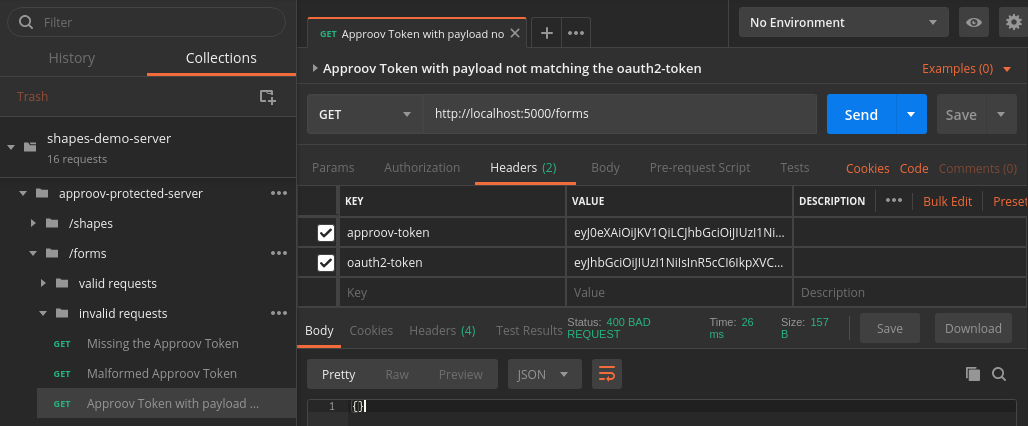 Filter
History
Collections
Trash
shapes-demo-server
16 requests
approov-protected-server
/shapes
/forms
valid requests
invalid requests
GET Missing the Approov Token
GET Malformed Approov Token
GET Approov Token with payload ...
GET Approov Token with payload no
No Environment
Approov Token with payload not matching the oauth2-token
Examples (0)
GET
http://localhost:5000/forms
Send
Save
Params Authorization Headers (2) Body Pre-request Script Tests
Cookies Code Comments (0)
KEY VALUE DESCRIPTION
Bulk Edit Preset
approov-token eyJ0eXAiOiJKV1QiLCJhbGciOiJIUzI1Ni...
oauth2-token eyJhbGciOiJIUzI1NiIsInR5cCI6IkpXVC...
Key Value Description
Body Cookies Headers (4) Test Results
Status: 400 BAD
REQUEST
Time: 26
ms
Size: 157
B
Save Download
Pretty Raw Preview JSON
1 {}